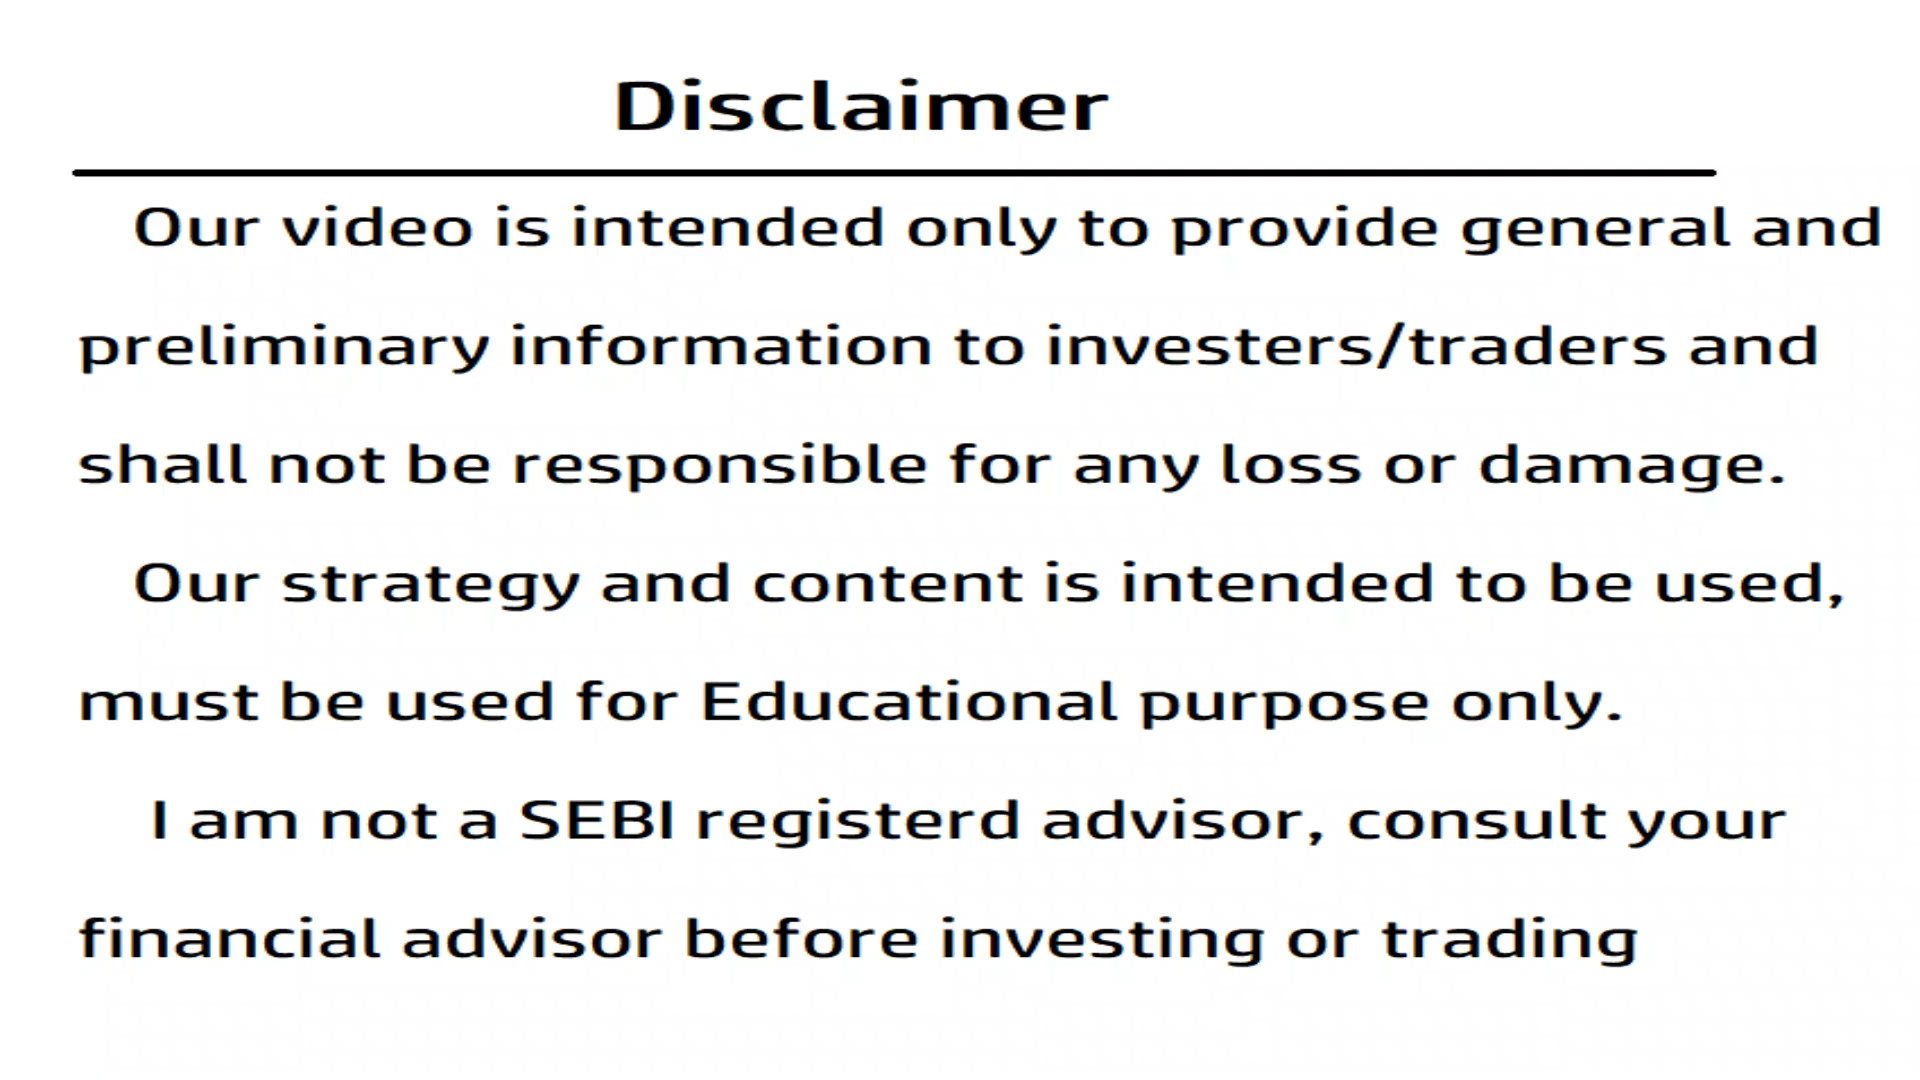 Disclaimer
Our video is intended only to provide general and
preliminary information to investers/traders and
shall not be responsible for any loss or damage.
Our strategy and content is intended to be used,
must be used for Educational purpose only.
I am not a SEBI registerd advisor, consult your
financial advisor before investing or trading